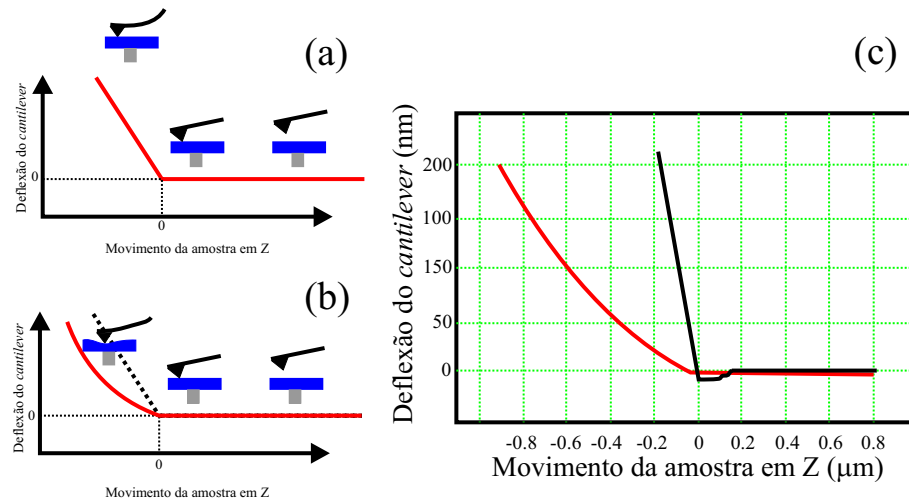 (a)
Deflexão do cantilever
0
0
Movimento da amostra em Z
(b)
Deflexão do cantilever
0
0
Movimento da amostra em Z
(c)
Deflexão do cantilever (nm)
200
100
150
50
0
-0.8 -0.6 -0.4 -0.2 0 0.2 0.4 0.6 0.8
Movimento da amostra em Z (μm)